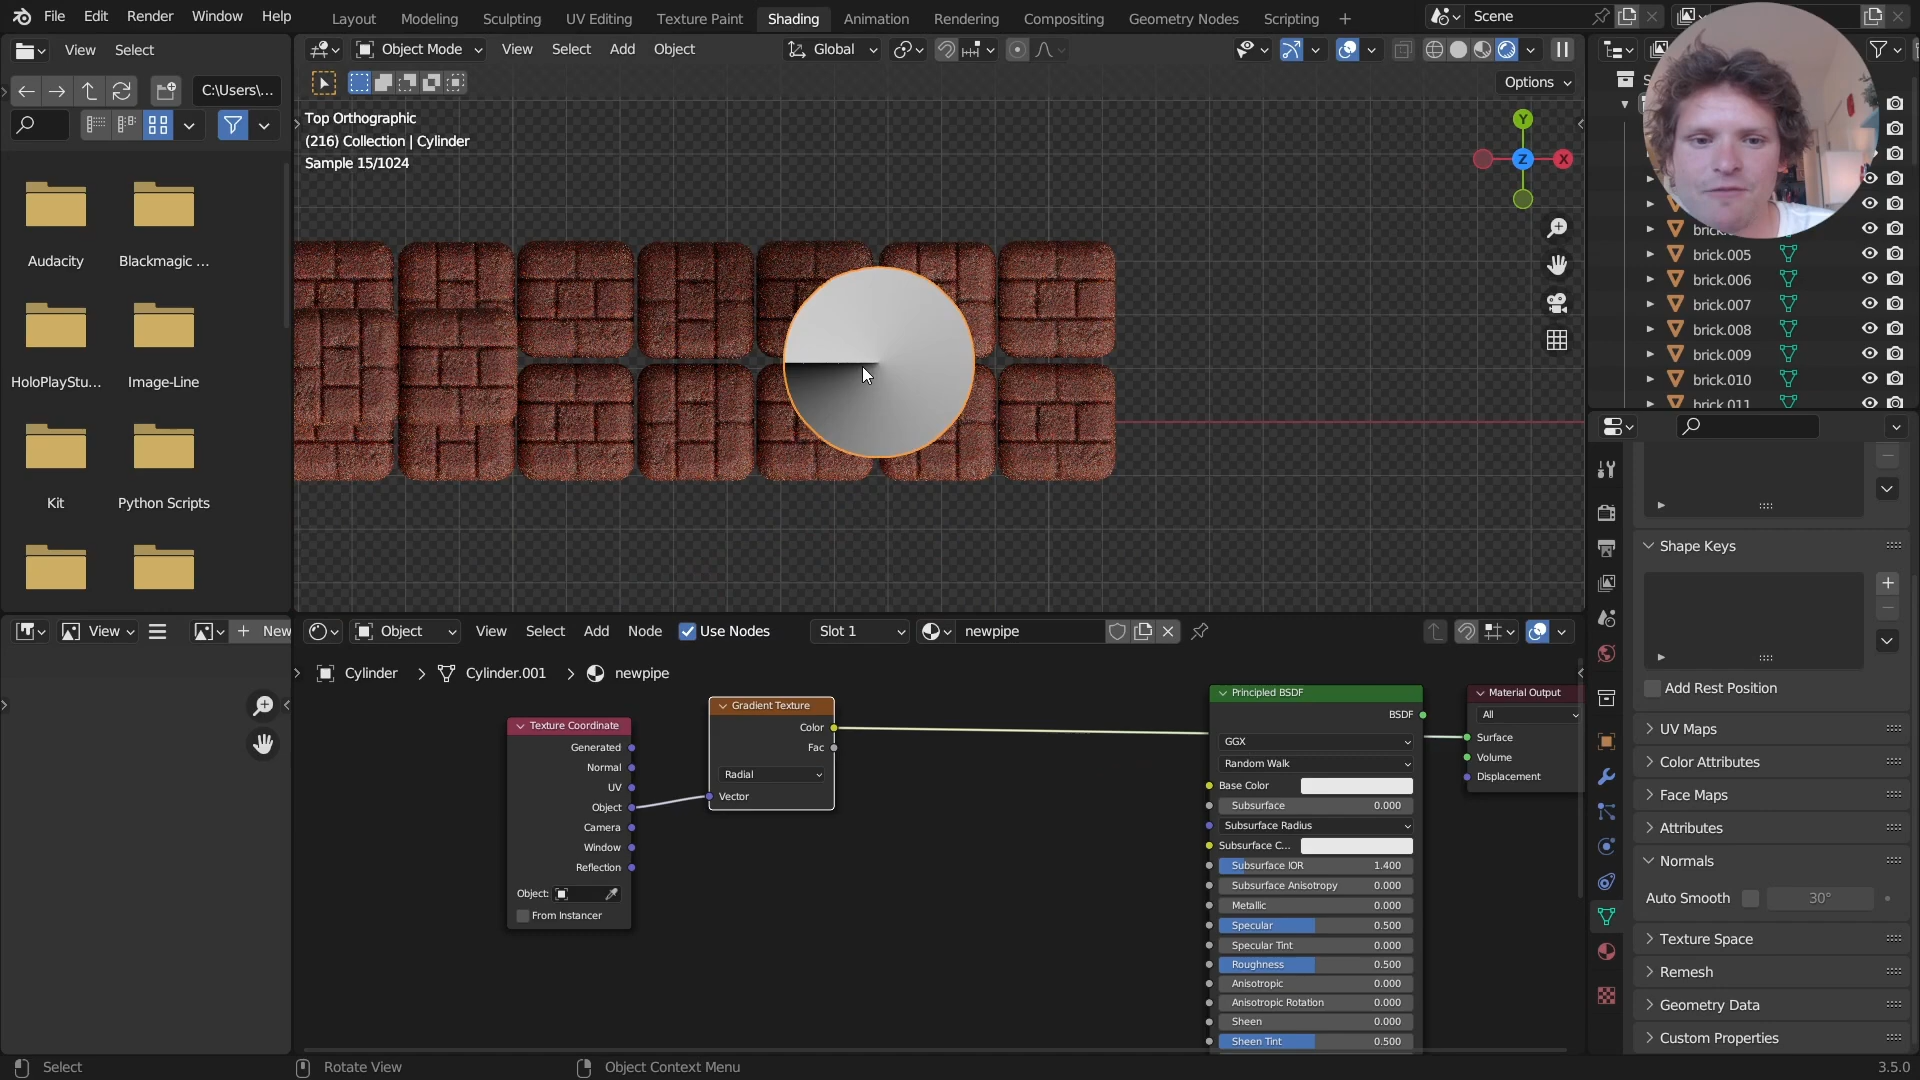 File Edit Render Window Help
Layout Modeling Sculpting UV Editing Texture Paint Shading Animation Rendering Compositing Geometry Nodes Scripting +
Scene
View Select
Object Mode View Select Add Object Global
C:\Users\...
Options
Top Orthographic
(216) Collection | Cylinder
Sample 15/1024
Y
Z
X
Audacity
Blackmagic ...
HoloPlayStu...
Image-Line
Kit
Python Scripts
brick.005
brick.006
brick.007
brick.008
brick.009
brick.010
brick.011
Shape Keys
Add Rest Position
UV Maps
Color Attributes
Face Maps
Attributes
Normals
Auto Smooth 30°
Texture Space
Remesh
Geometry Data
Custom Properties
View New
Object View Select Add Node Use Nodes Slot 1 newpipe
Cylinder > Cylinder.001 > newpipe
Texture Coordinate
Generated
Normal
UV
Object
Camera
Window
Reflection
Object:
From Instancer
Gradient Texture
Color
Fac
Radial
Vector
Principled BSDF
BSDF
GGX
Random Walk
Base Color
Subsurface 0.000
Subsurface Radius
Subsurface C...
Subsurface IOR 1.400
Subsurface Anisotropy 0.000
Metallic 0.000
Specular 0.500
Specular Tint 0.000
Roughness 0.500
Anisotropic 0.000
Anisotropic Rotation 0.000
Sheen 0.000
Sheen Tint 0.500
Material Output
All
Surface
Volume
Displacement
Select Rotate View Object Context Menu 3.5.0